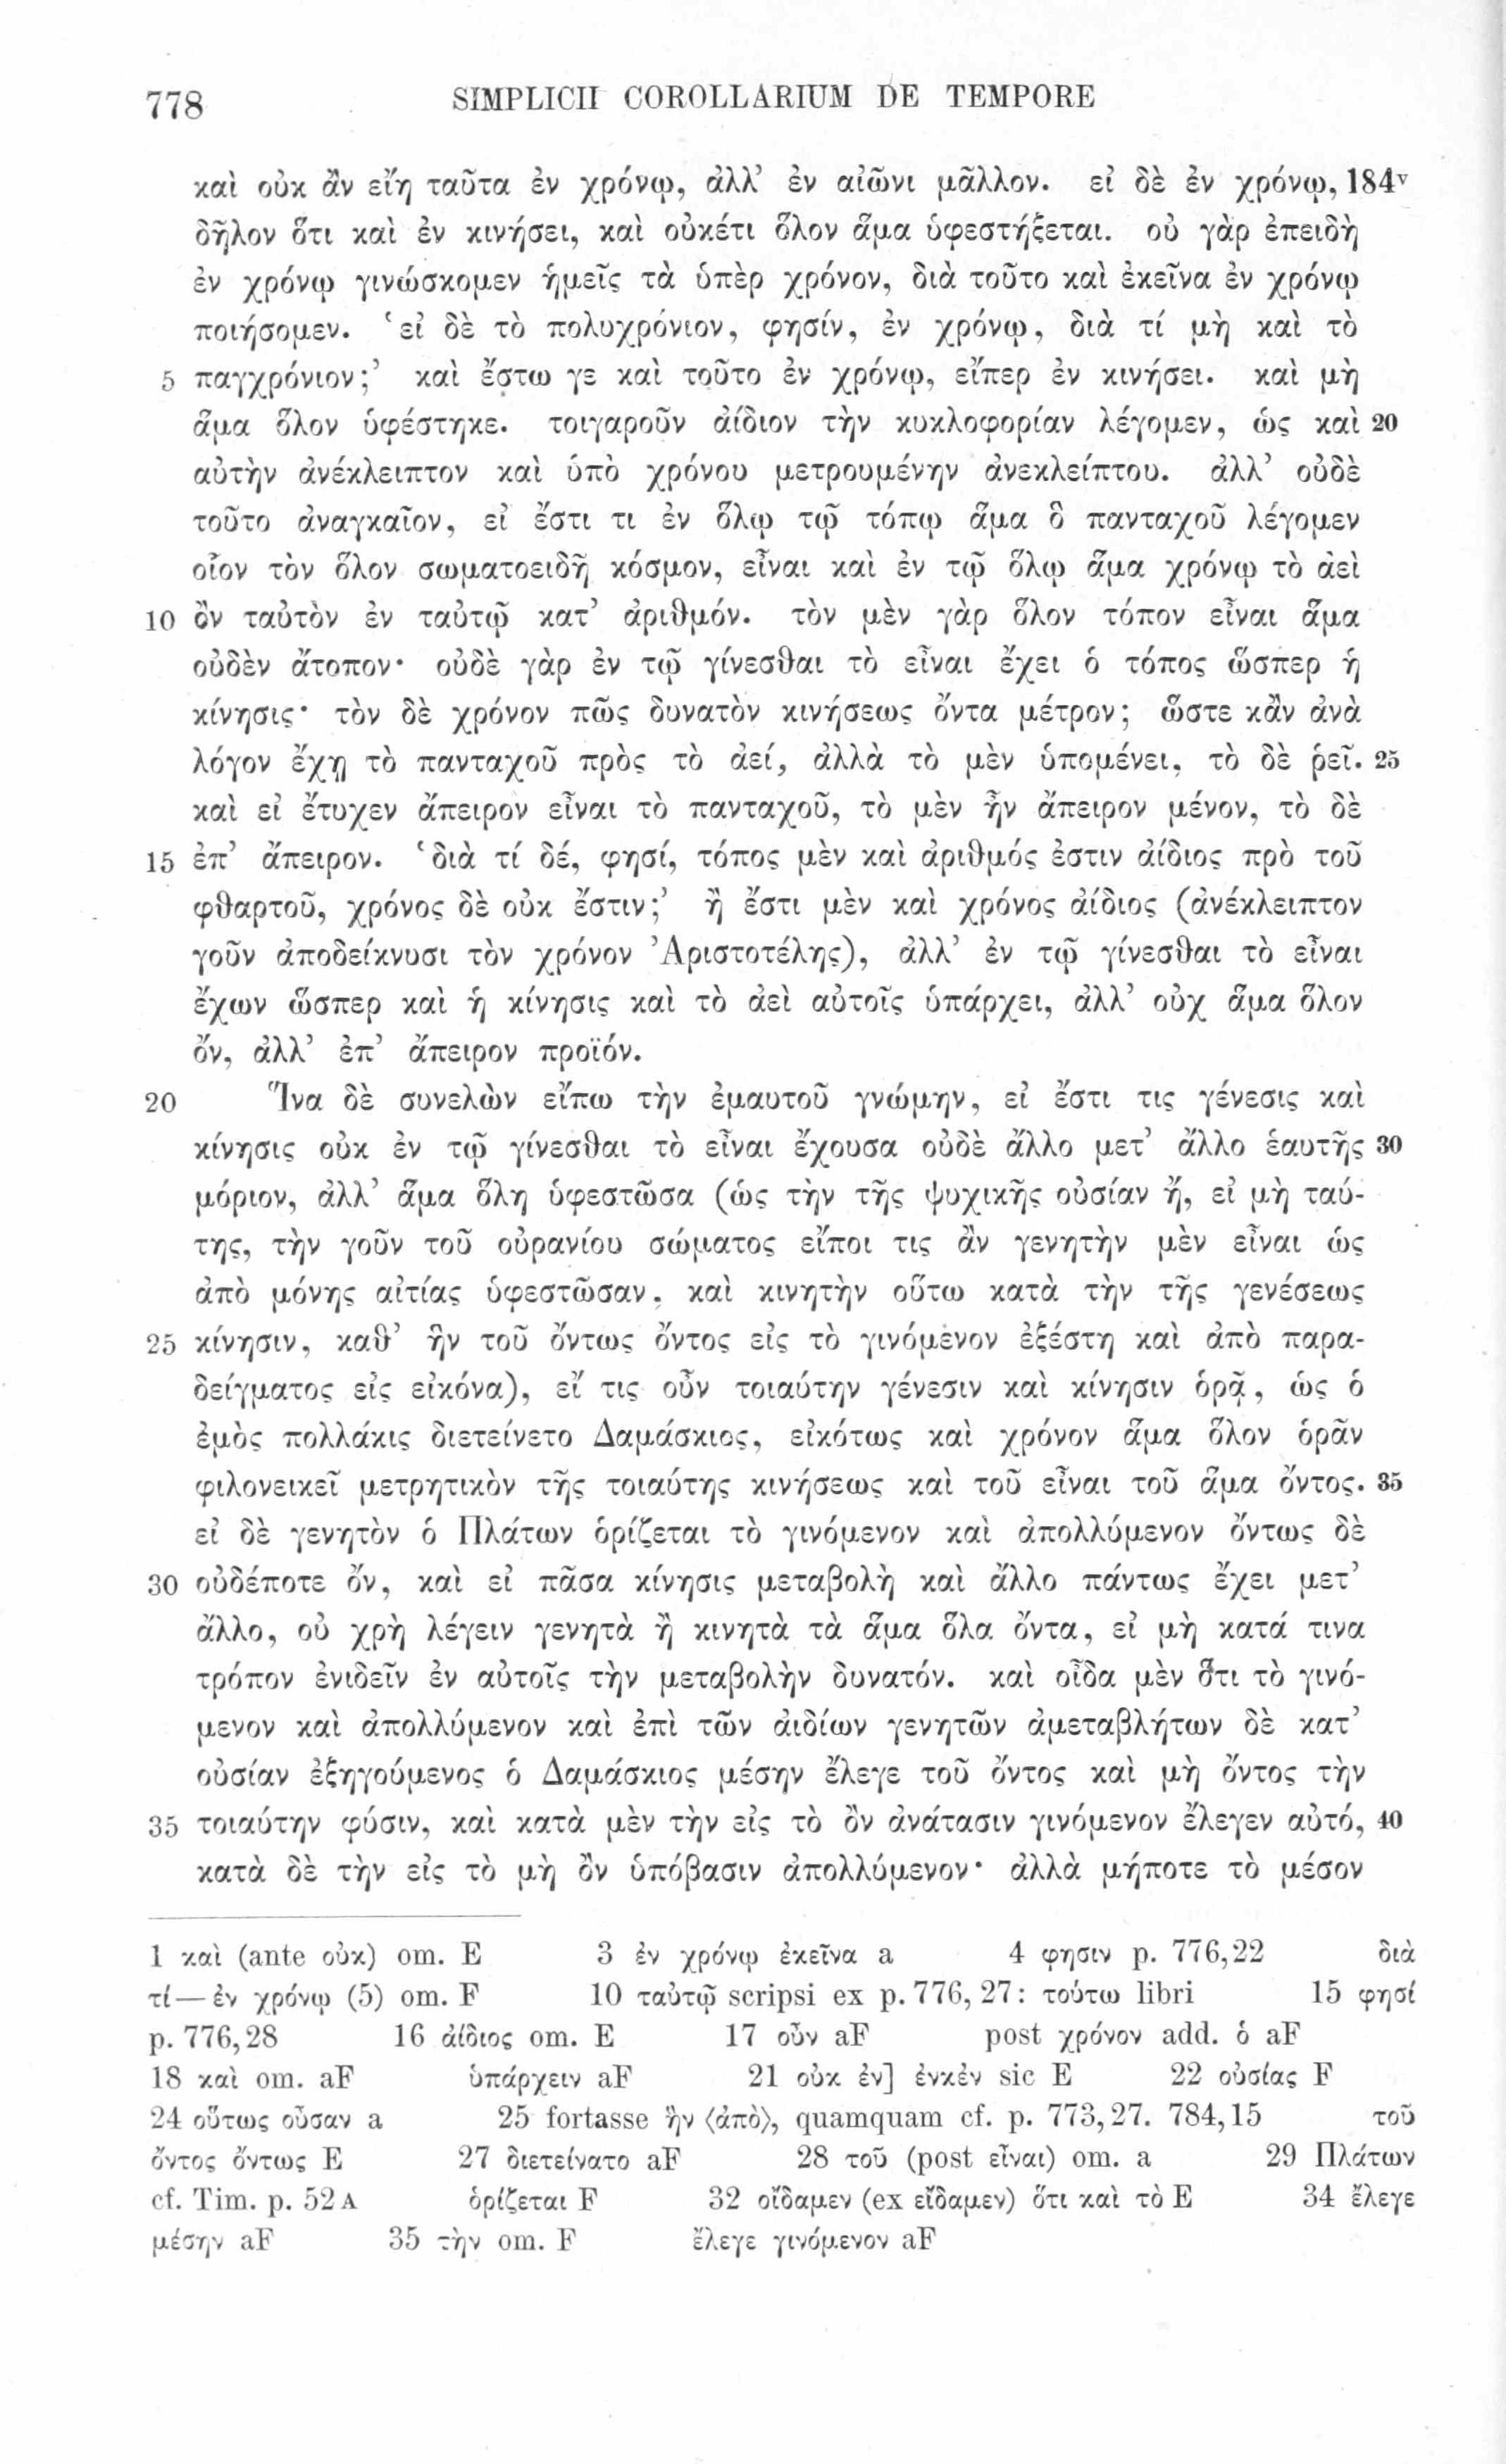 778 SIMPLICII COROLLARIUM DE TEMPORE
καὶ οὐκ ἂν εἴη ταῦτα ἐν χρόνῳ, ἀλλ’ ἐν αἰῶνι μᾶλλον. εἰ δὲ ἐν χρόνῳ, 184ᵛ
δῆλον ὅτι καὶ ἐν κινήσει, καὶ οὐκέτι ὅλον ἅμα ὑφεστήξεται. οὐ γὰρ ἐπειδὴ
ἐν χρόνῳ γινώσκομεν ἡμεῖς τὰ ὑπὲρ χρόνον, διὰ τοῦτο καὶ ἐκεῖνα ἐν χρόνῳ
ποιήσομεν. ‘εἰ δὲ τὸ πολυχρόνιον, φησίν, ἐν χρόνῳ, διὰ τί μὴ καὶ τὸ
5 παγχρόνιον;’ καὶ ἔστω γε καὶ τοῦτο ἐν χρόνῳ, εἴπερ ἐν κινήσει. καὶ μὴ
ἅμα ὅλον ὑφέστηκε. τοιγαροῦν ἀίδιον τὴν κυκλοφορίαν λέγομεν, ὡς καὶ 20
αὐτὴν ἀνέκλειπτον καὶ ὑπὸ χρόνου μετρουμένην ἀνεκλείπτου. ἀλλ’ οὐδὲ
τοῦτο ἀναγκαῖον, εἰ ἔστι τι ἐν ὅλῳ τῷ τόπῳ ἅμα ὃ πανταχοῦ λέγομεν
οἷον τὸν ὅλον σωματοειδῆ κόσμον, εἶναι καὶ ἐν τῷ ὅλῳ ἅμα χρόνῳ τὸ ἀεὶ
10 ὂν ταὐτὸν ἐν ταὐτῷ κατ’ ἀριθμόν. τὸν μὲν γὰρ ὅλον τόπον εἶναι ἅμα
οὐδὲν ἄτοπον· οὐδὲ γὰρ ἐν τῷ γίνεσθαι τὸ εἶναι ἔχει ὁ τόπος ὥσπερ ἡ
κίνησις· τὸν δὲ χρόνον πῶς δυνατὸν κινήσεως ὄντα μέτρον; ὥστε κἂν ἀνὰ
λόγον ἔχῃ τὸ πανταχοῦ πρὸς τὸ ἀεί, ἀλλὰ τὸ μὲν ὑπομένει, τὸ δὲ ῥεῖ. 25
καὶ εἰ ἔτυχεν ἄπειρον εἶναι τὸ πανταχοῦ, τὸ μὲν ἦν ἄπειρον μένον, τὸ δὲ
15 ἐπ’ ἄπειρον. ‘διὰ τί δέ, φησί, τόπος μὲν καὶ ἀριθμός ἐστιν ἀίδιος πρὸ τοῦ
φθαρτοῦ, χρόνος δὲ οὐκ ἔστιν;’ ἢ ἔστι μὲν καὶ χρόνος ἀίδιος (ἀνέκλειπτον
γοῦν ἀποδείκνυσι τὸν χρόνον Ἀριστοτέλης), ἀλλ’ ἐν τῷ γίνεσθαι τὸ εἶναι
ἔχων ὥσπερ καὶ ἡ κίνησις καὶ τὸ ἀεὶ αὐτοῖς ὑπάρχει, ἀλλ’ οὐχ ἅμα ὅλον
ὄν, ἀλλ’ ἐπ’ ἄπειρον προϊόν.
20 Ἵνα δὲ συνελὼν εἴπω τὴν ἐμαυτοῦ γνώμην, εἰ ἔστι τις γένεσις καὶ
κίνησις οὐκ ἐν τῷ γίνεσθαι τὸ εἶναι ἔχουσα οὐδὲ ἄλλο μετ’ ἄλλο ἑαυτῆς 30
μόριον, ἀλλ’ ἅμα ὅλη ὑφεστῶσα (ὡς τὴν τῆς ψυχικῆς οὐσίαν ἤ, εἰ μὴ ταύ-
της, τὴν γοῦν τοῦ οὐρανίου σώματος εἴποι τις ἂν γενητὴν μὲν εἶναι ὡς
ἀπὸ μόνης αἰτίας ὑφεστῶσαν, καὶ κινητὴν οὕτω κατὰ τὴν τῆς γενέσεως
25 κίνησιν, καθ’ ἣν τοῦ ὄντως ὄντος εἰς τὸ γινόμενον ἐξέστη καὶ ἀπὸ παρα-
δείγματος εἰς εἰκόνα), εἴ τις οὖν τοιαύτην γένεσιν καὶ κίνησιν ὁρᾷ, ὡς ὁ
ἐμὸς πολλάκις διετείνετο Δαμάσκιος, εἰκότως καὶ χρόνον ἅμα ὅλον ὁρᾶν
φιλονεικεῖ μετρητικὸν τῆς τοιαύτης κινήσεως καὶ τοῦ εἶναι τοῦ ἅμα ὄντος. 35
εἰ δὲ γενητὸν ὁ Πλάτων ὁρίζεται τὸ γινόμενον καὶ ἀπολλύμενον ὄντως δὲ
30 οὐδέποτε ὄν, καὶ εἰ πᾶσα κίνησις μεταβολὴ καὶ ἄλλο πάντως ἔχει μετ’
ἄλλο, οὐ χρὴ λέγειν γενητὰ ἢ κινητὰ τὰ ἅμα ὅλα ὄντα, εἰ μὴ κατά τινα
τρόπον ἐνιδεῖν ἐν αὐτοῖς τὴν μεταβολὴν δυνατόν. καὶ οἶδα μὲν ὅτι τὸ γινό-
μενον καὶ ἀπολλύμενον καὶ ἐπὶ τῶν ἀιδίων γενητῶν ἀμεταβλήτων δὲ κατ’
οὐσίαν ἐξηγούμενος ὁ Δαμάσκιος μέσην ἔλεγε τοῦ ὄντος καὶ μὴ ὄντος τὴν
35 τοιαύτην φύσιν, καὶ κατὰ μὲν τὴν εἰς τὸ ὂν ἀνάτασιν γινόμενον ἔλεγεν αὐτό, 40
κατὰ δὲ τὴν εἰς τὸ μὴ ὂν ὑπόβασιν ἀπολλύμενον· ἀλλὰ μήποτε τὸ μέσον
1 καὶ (ante οὐκ) om. E 3 ἐν χρόνῳ ἐκεῖνα a 4 φησιν p. 776,22 διὰ
τί—ἐν χρόνῳ (5) om. F 10 ταὐτῷ scripsi ex p. 776, 27: τούτω libri 15 φησί
p. 776,28 16 ἀίδιος om. E 17 οὖν aF post χρόνον add. ὁ aF
18 καὶ om. aF ὑπάρχειν aF 21 οὐκ ἐν] ἐνκἐν sic E 22 οὐσίας F
24 οὕτως οὖσαν a 25 fortasse ἣν ⟨ἀπὸ⟩, quamquam cf. p. 773,27. 784,15 τοῦ
ὄντος ὄντως E 27 διετείνατο aF 28 τοῦ (post εἶναι) om. a 29 Πλάτων
cf. Tim. p. 52A ὁρίζεται F 32 οἴδαμεν (ex εἴδαμεν) ὅτι καὶ τὸ E 34 ἔλεγε
μέσην aF 35 τὴν om. F ἔλεγε γινόμενον aF